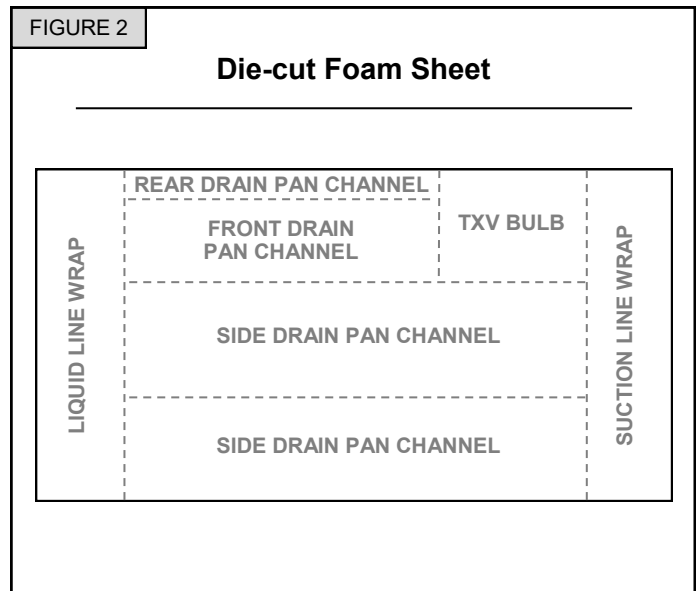 FIGURE 2
Die-cut Foam Sheet
REAR DRAIN PAN CHANNEL
FRONT DRAIN
PAN CHANNEL
TXV BULB
LIQUID LINE WRAP
SIDE DRAIN PAN CHANNEL
SUCTION LINE WRAP
SIDE DRAIN PAN CHANNEL